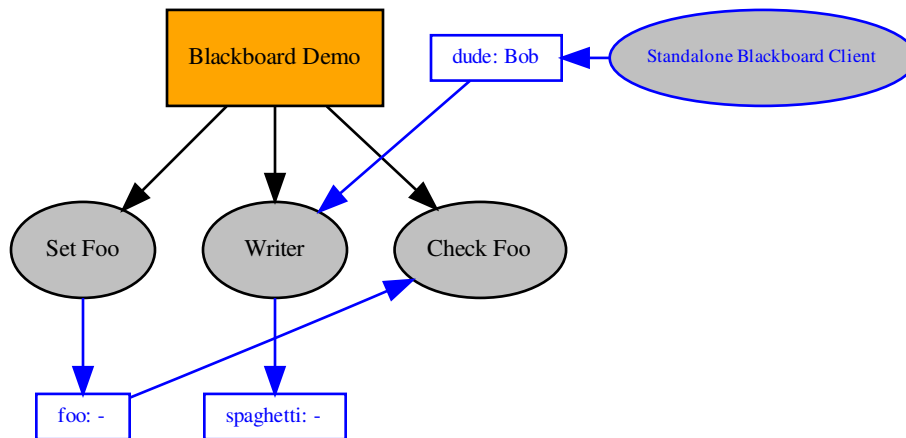 Blackboard Demo
dude: Bob
Standalone Blackboard Client
Set Foo
Writer
Check Foo
foo: -
spaghetti: -